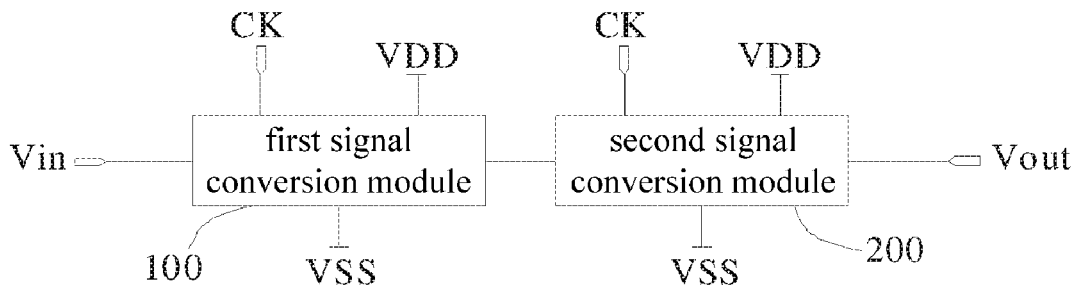 CK
VDD
CK
VDD
Vin
first signal
conversion module
second signal
conversion module
Vout
100
VSS
VSS
200